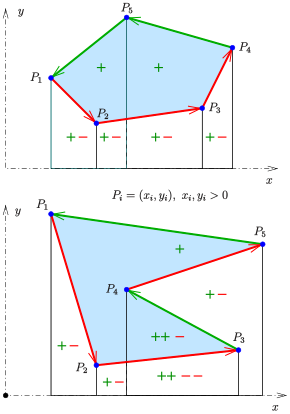 y
P₅
P₄
+ +
P₁
P₂
P₃
+ − + − + − + −
x
Pᵢ = (xᵢ, yᵢ), xᵢ, yᵢ > 0
P₁
y
P₅
+
P₄
+ −
+ + −
P₃
+ −
P₂
+ + − −
+ −
x